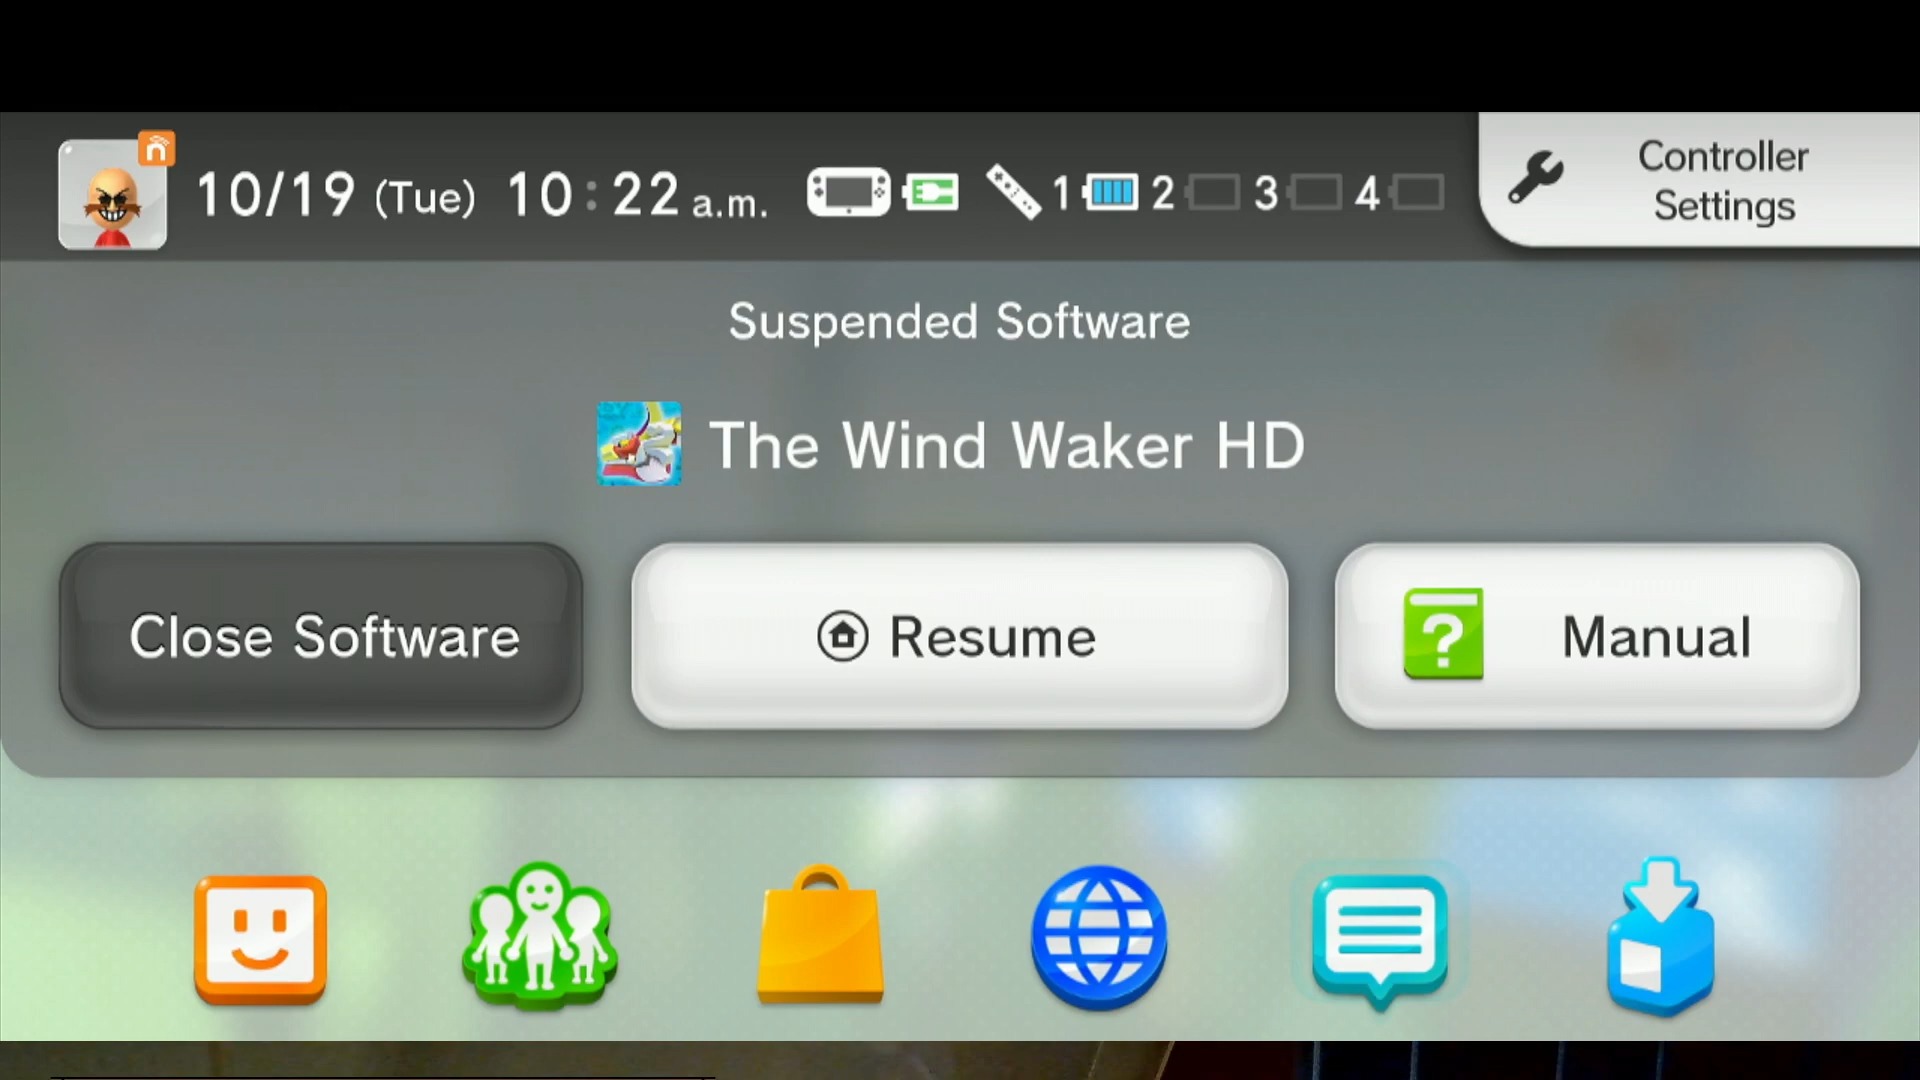 10/19 (Tue) 10:22 a.m.
1 2 3 4
Controller
Settings
Suspended Software
The Wind Waker HD
Close Software
Resume
? Manual